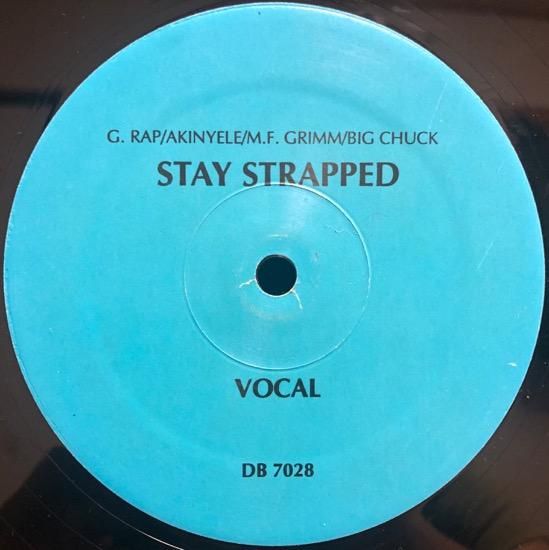 G. RAP/AKINYELE/M.F. GRIMM/BIG CHUCK
STAY STRAPPED
VOCAL
DB 7028